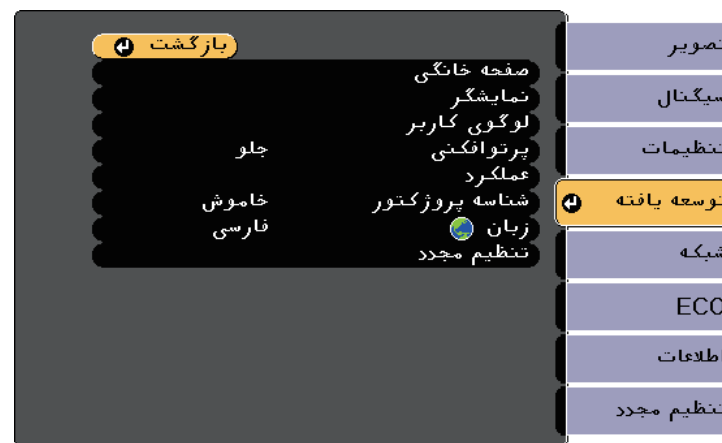 بازگشت
صفحه خانگی
نمایشگر
لوگوی کاربر
پرتوافکنی جلو
عملکرد
شناسه پروژکتور خاموش
زبان فارسی
تنظیم مجدد
تصویر
سیگنال
تنظیمات
توسعه یافته
شبکه
ECO
اطلاعات
تنظیم مجدد